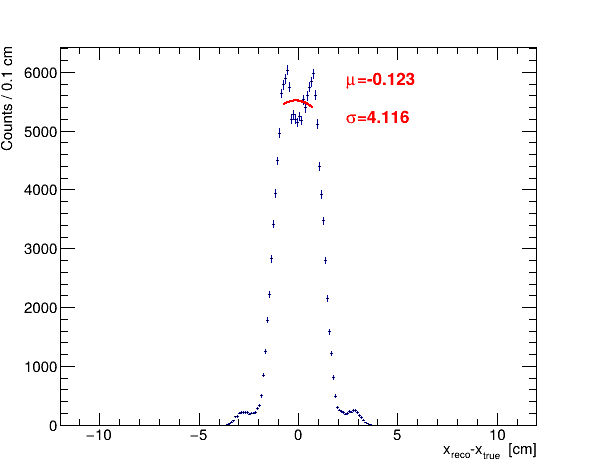 Counts / 0.1 cm
6000
5000
4000
3000
2000
1000
0
μ=-0.123
σ=4.116
−10 −5 0 5 10
x_reco-x_true [cm]